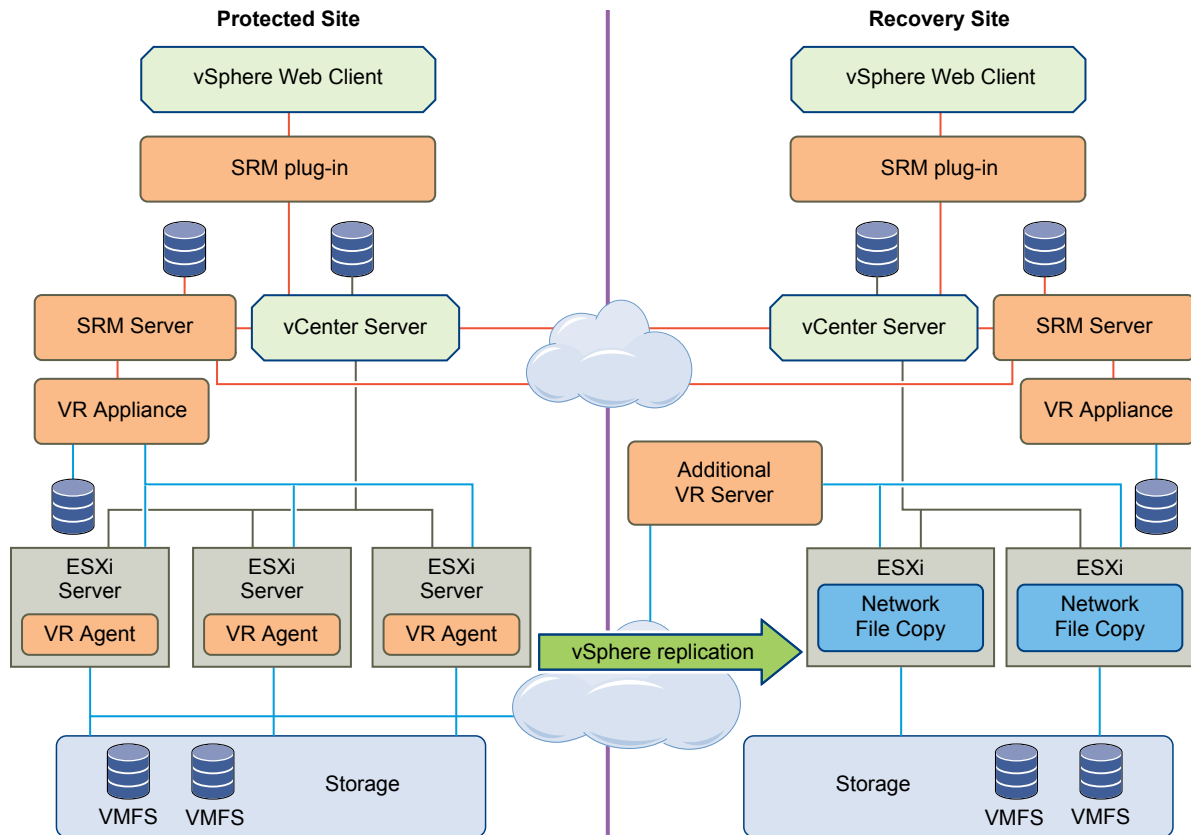 Protected Site
Recovery Site
vSphere Web Client
vSphere Web Client
SRM plug-in
SRM plug-in
SRM Server
vCenter Server
vCenter Server
SRM Server
VR Appliance
VR Appliance
Additional
VR Server
ESXi
Server
VR Agent
ESXi
Server
VR Agent
ESXi
Server
VR Agent
vSphere replication
ESXi
Network
File Copy
ESXi
Network
File Copy
VMFS
VMFS
Storage
Storage
VMFS
VMFS